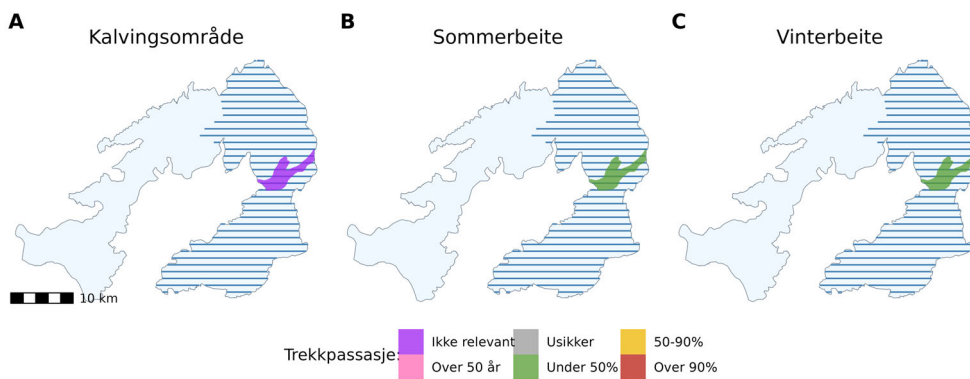 A
B
C
Kalvingsområde
Sommerbeite
Vinterbeite
10 km
Trekkpassasje:
Ikke relevant
Usikker
50-90%
Over 50 år
Under 50%
Over 90%